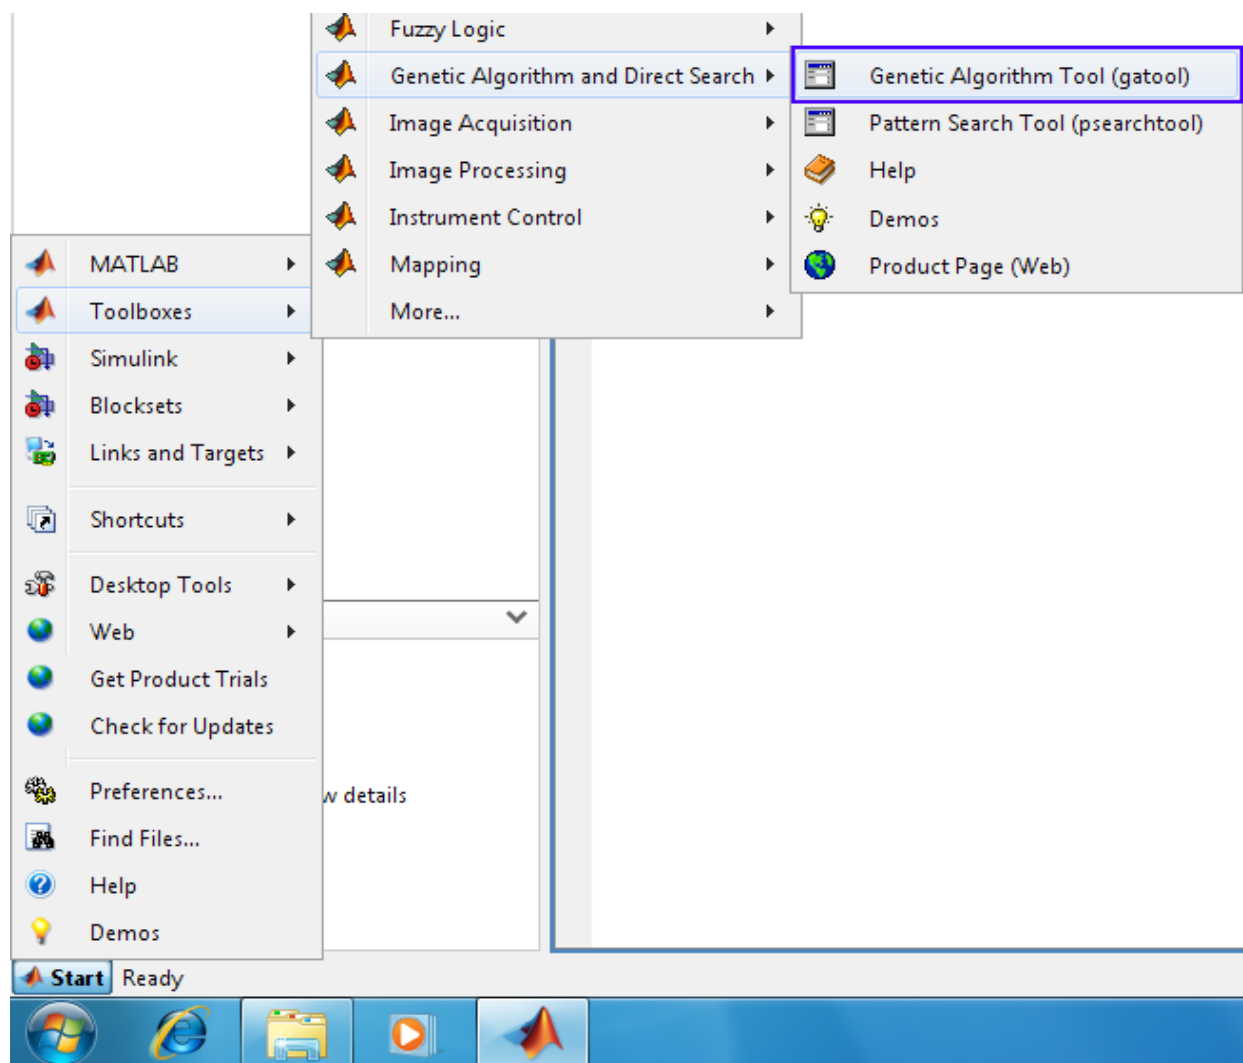 Fuzzy Logic
Genetic Algorithm and Direct Search
Image Acquisition
Image Processing
Instrument Control
Mapping
More...
Genetic Algorithm Tool (gatool)
Pattern Search Tool (psearchtool)
Help
Demos
Product Page (Web)
MATLAB
Toolboxes
Simulink
Blocksets
Links and Targets
Shortcuts
Desktop Tools
Web
Get Product Trials
Check for Updates
Preferences...
w details
Find Files...
Help
Demos
Start Ready